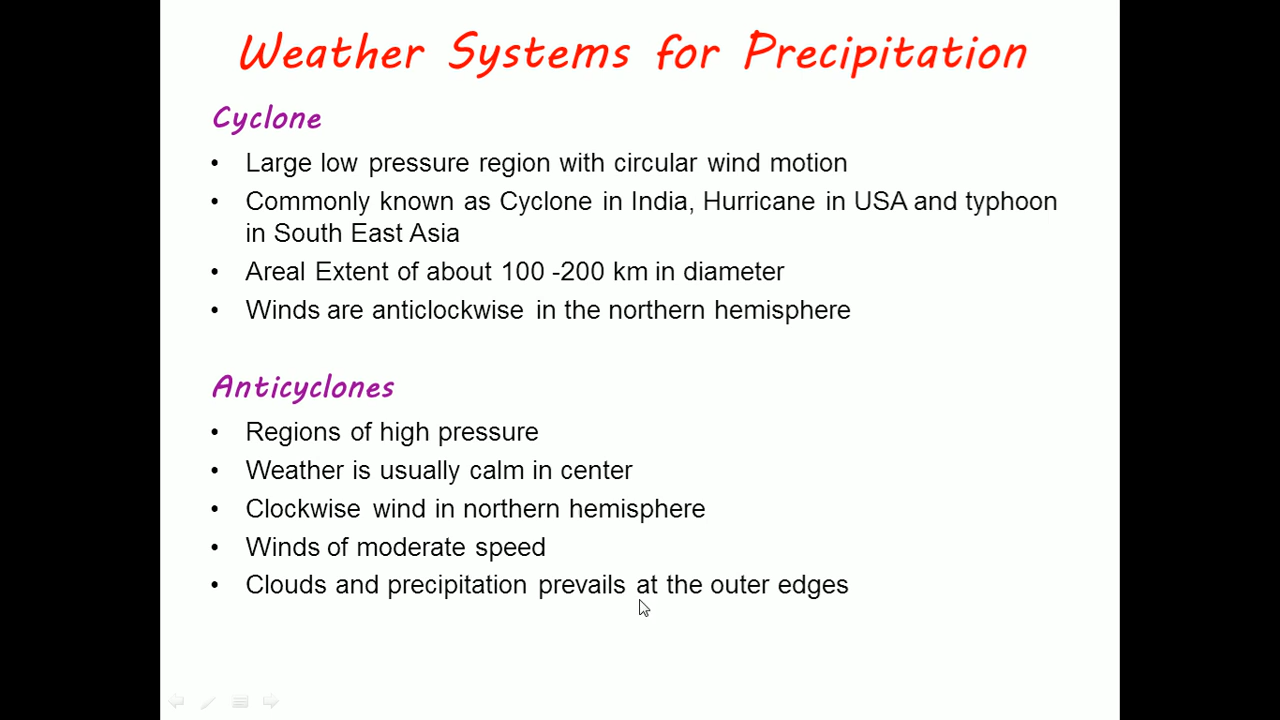 Weather Systems for Precipitation
Cyclone
• Large low pressure region with circular wind motion
• Commonly known as Cyclone in India, Hurricane in USA and typhoon
in South East Asia
• Areal Extent of about 100 -200 km in diameter
• Winds are anticlockwise in the northern hemisphere
Anticyclones
• Regions of high pressure
• Weather is usually calm in center
• Clockwise wind in northern hemisphere
• Winds of moderate speed
• Clouds and precipitation prevails at the outer edges